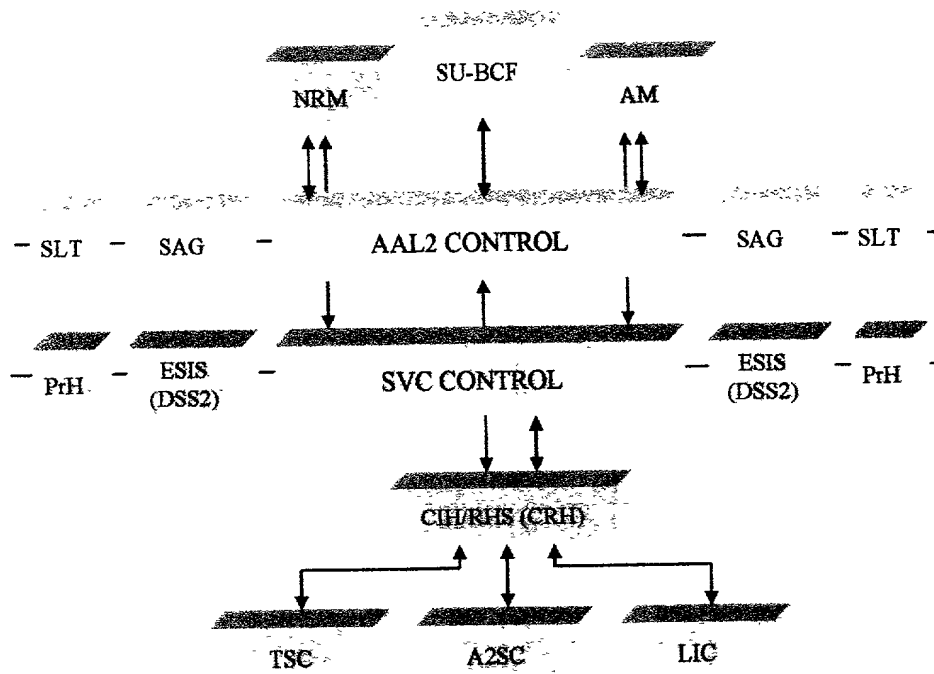 SU-BCF
NRM
AM
SLT
SAG
AAL2 CONTROL
SAG
SLT
PrH
ESIS
(DSS2)
SVC CONTROL
ESIS
(DSS2)
PrH
CIH/RHS (CRH)
TSC
A2SC
LIC